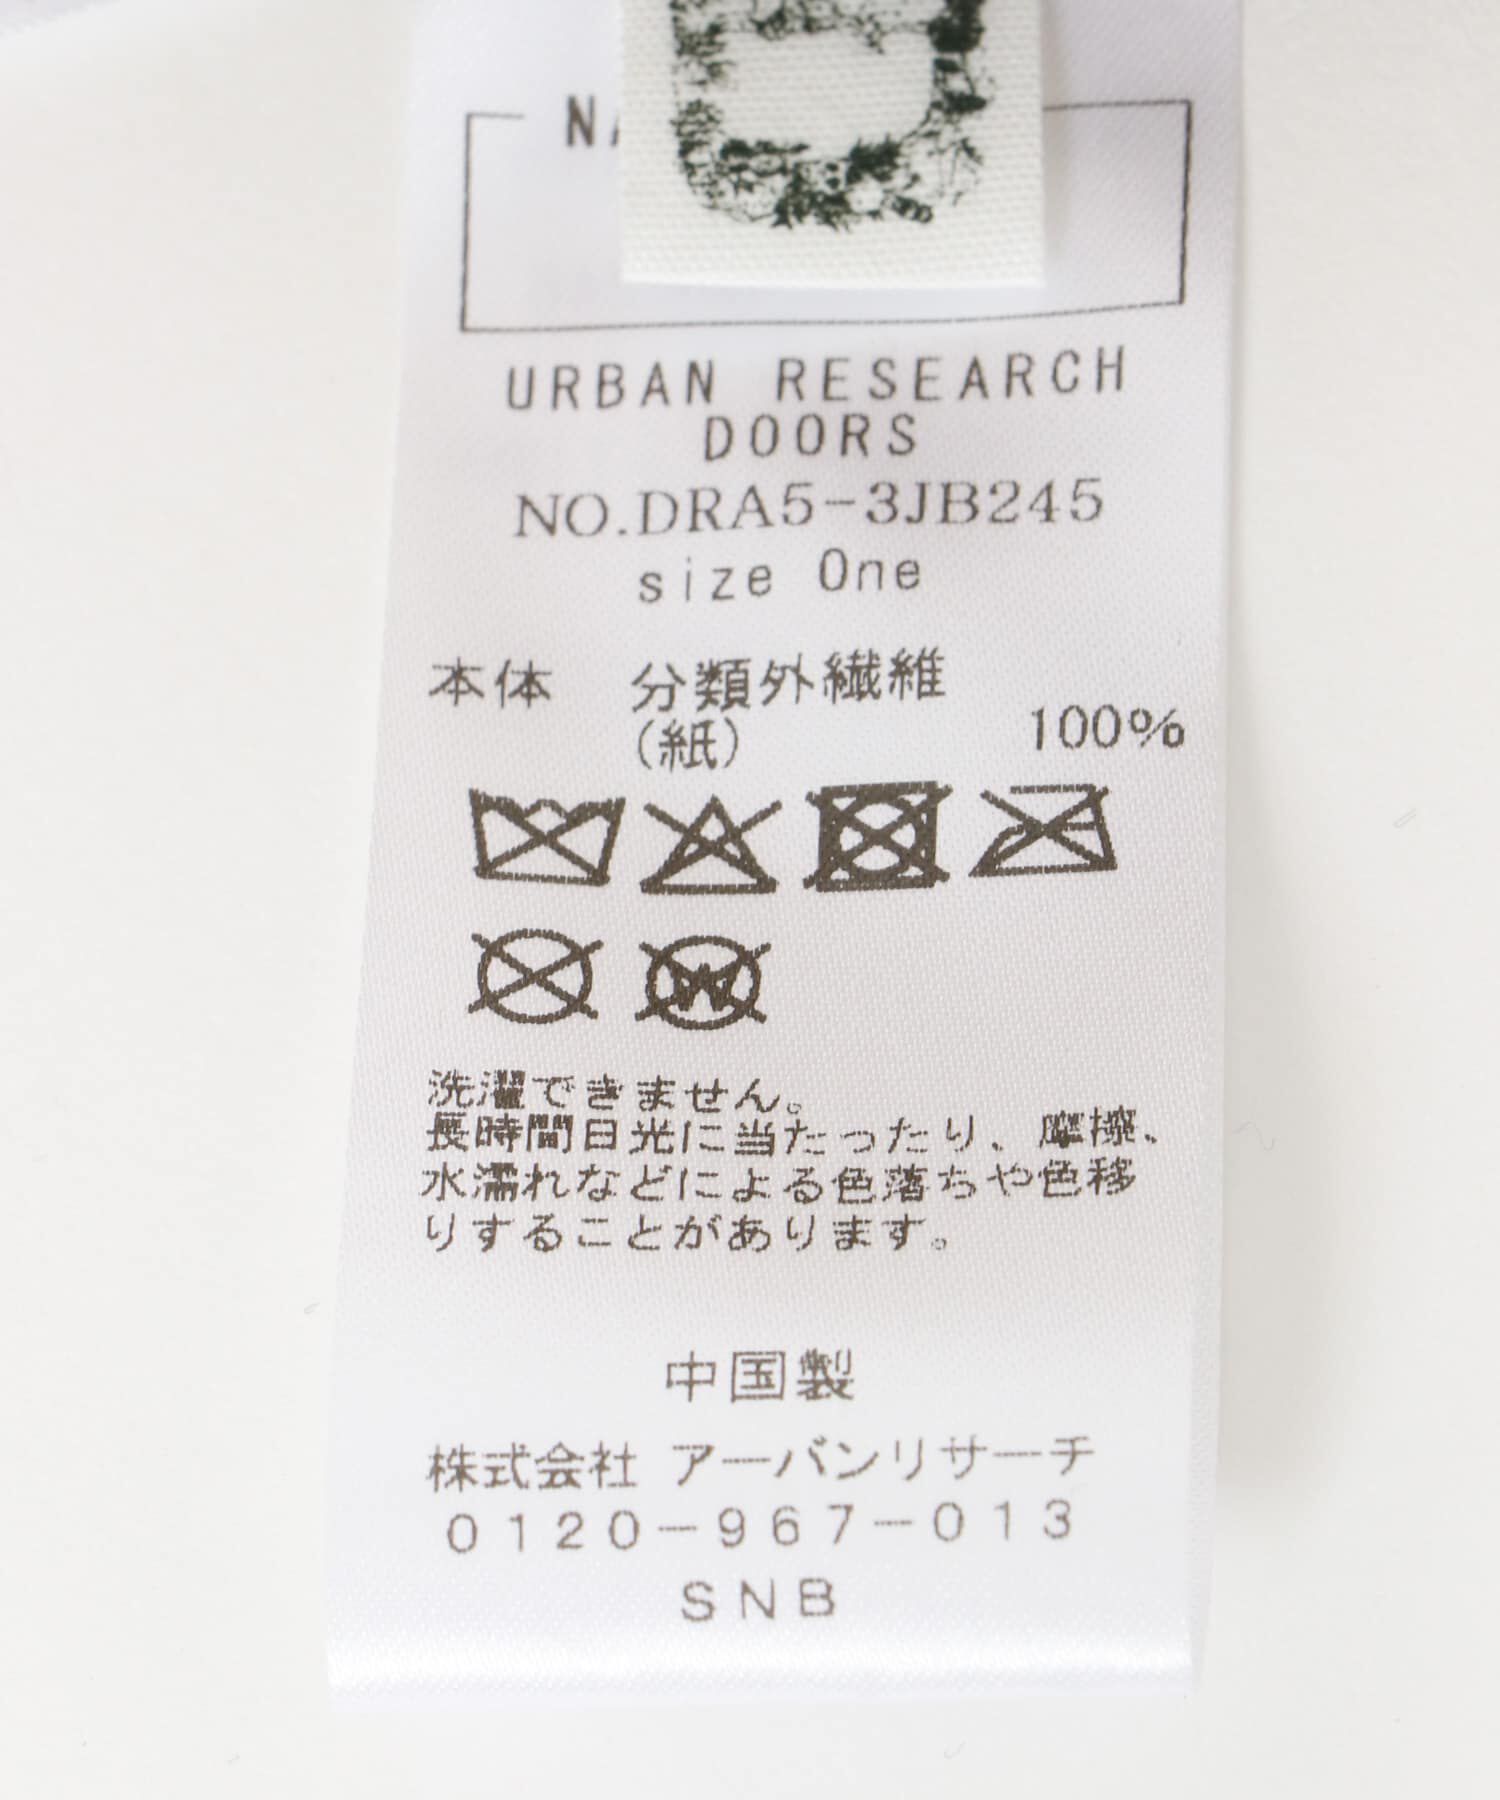 URBAN RESEARCH
DOORS
NO.DRA5-3JB245
size One
本体 分類外繊維
(紙) 100%
洗濯できません。
長時間日光に当たったり、摩擦、
水濡れなどによる色落ちや色移
りすることがあります。
中国製
株式会社 アーバンリサーチ
0120-967-013
SNB